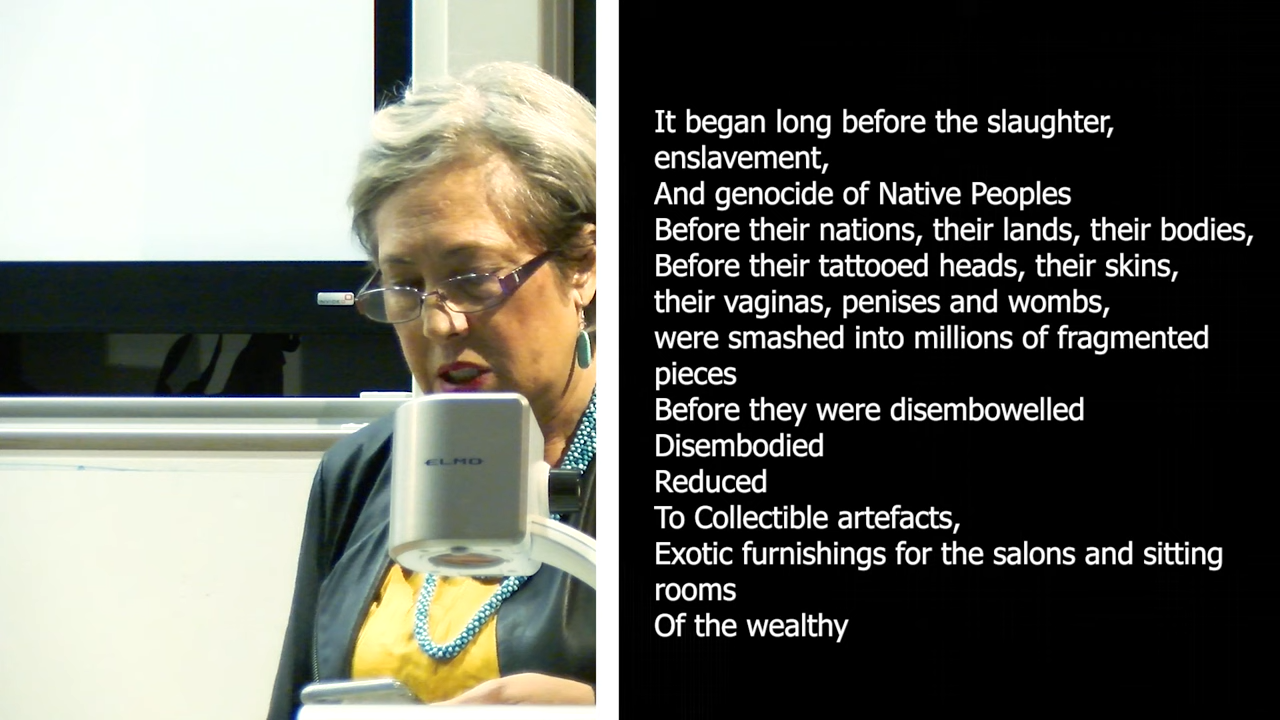 ELMO
It began long before the slaughter,
enslavement,
And genocide of Native Peoples
Before their nations, their lands, their bodies,
Before their tattooed heads, their skins,
their vaginas, penises and wombs,
were smashed into millions of fragmented
pieces
Before they were disembowelled
Disembodied
Reduced
To Collectible artefacts,
Exotic furnishings for the salons and sitting
rooms
Of the wealthy